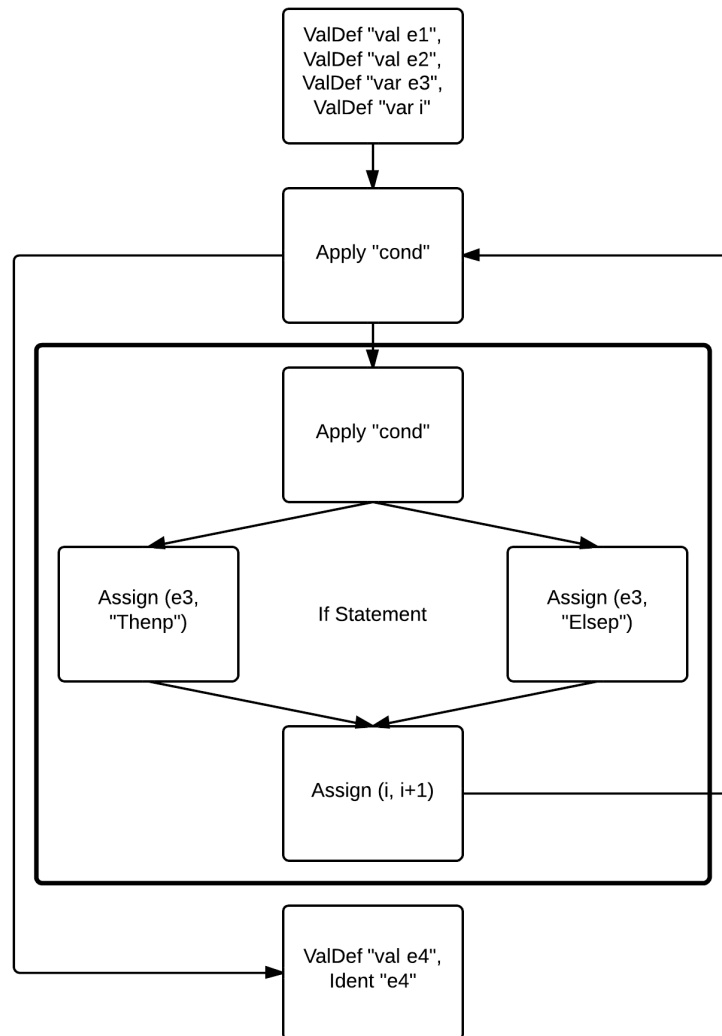 ValDef "val e1",
ValDef "val e2",
ValDef "var e3",
ValDef "var i"
Apply "cond"
Apply "cond"
Assign (e3,
"Thenp")
If Statement
Assign (e3,
"Elsep")
Assign (i, i+1)
ValDef "val e4",
Ident "e4"